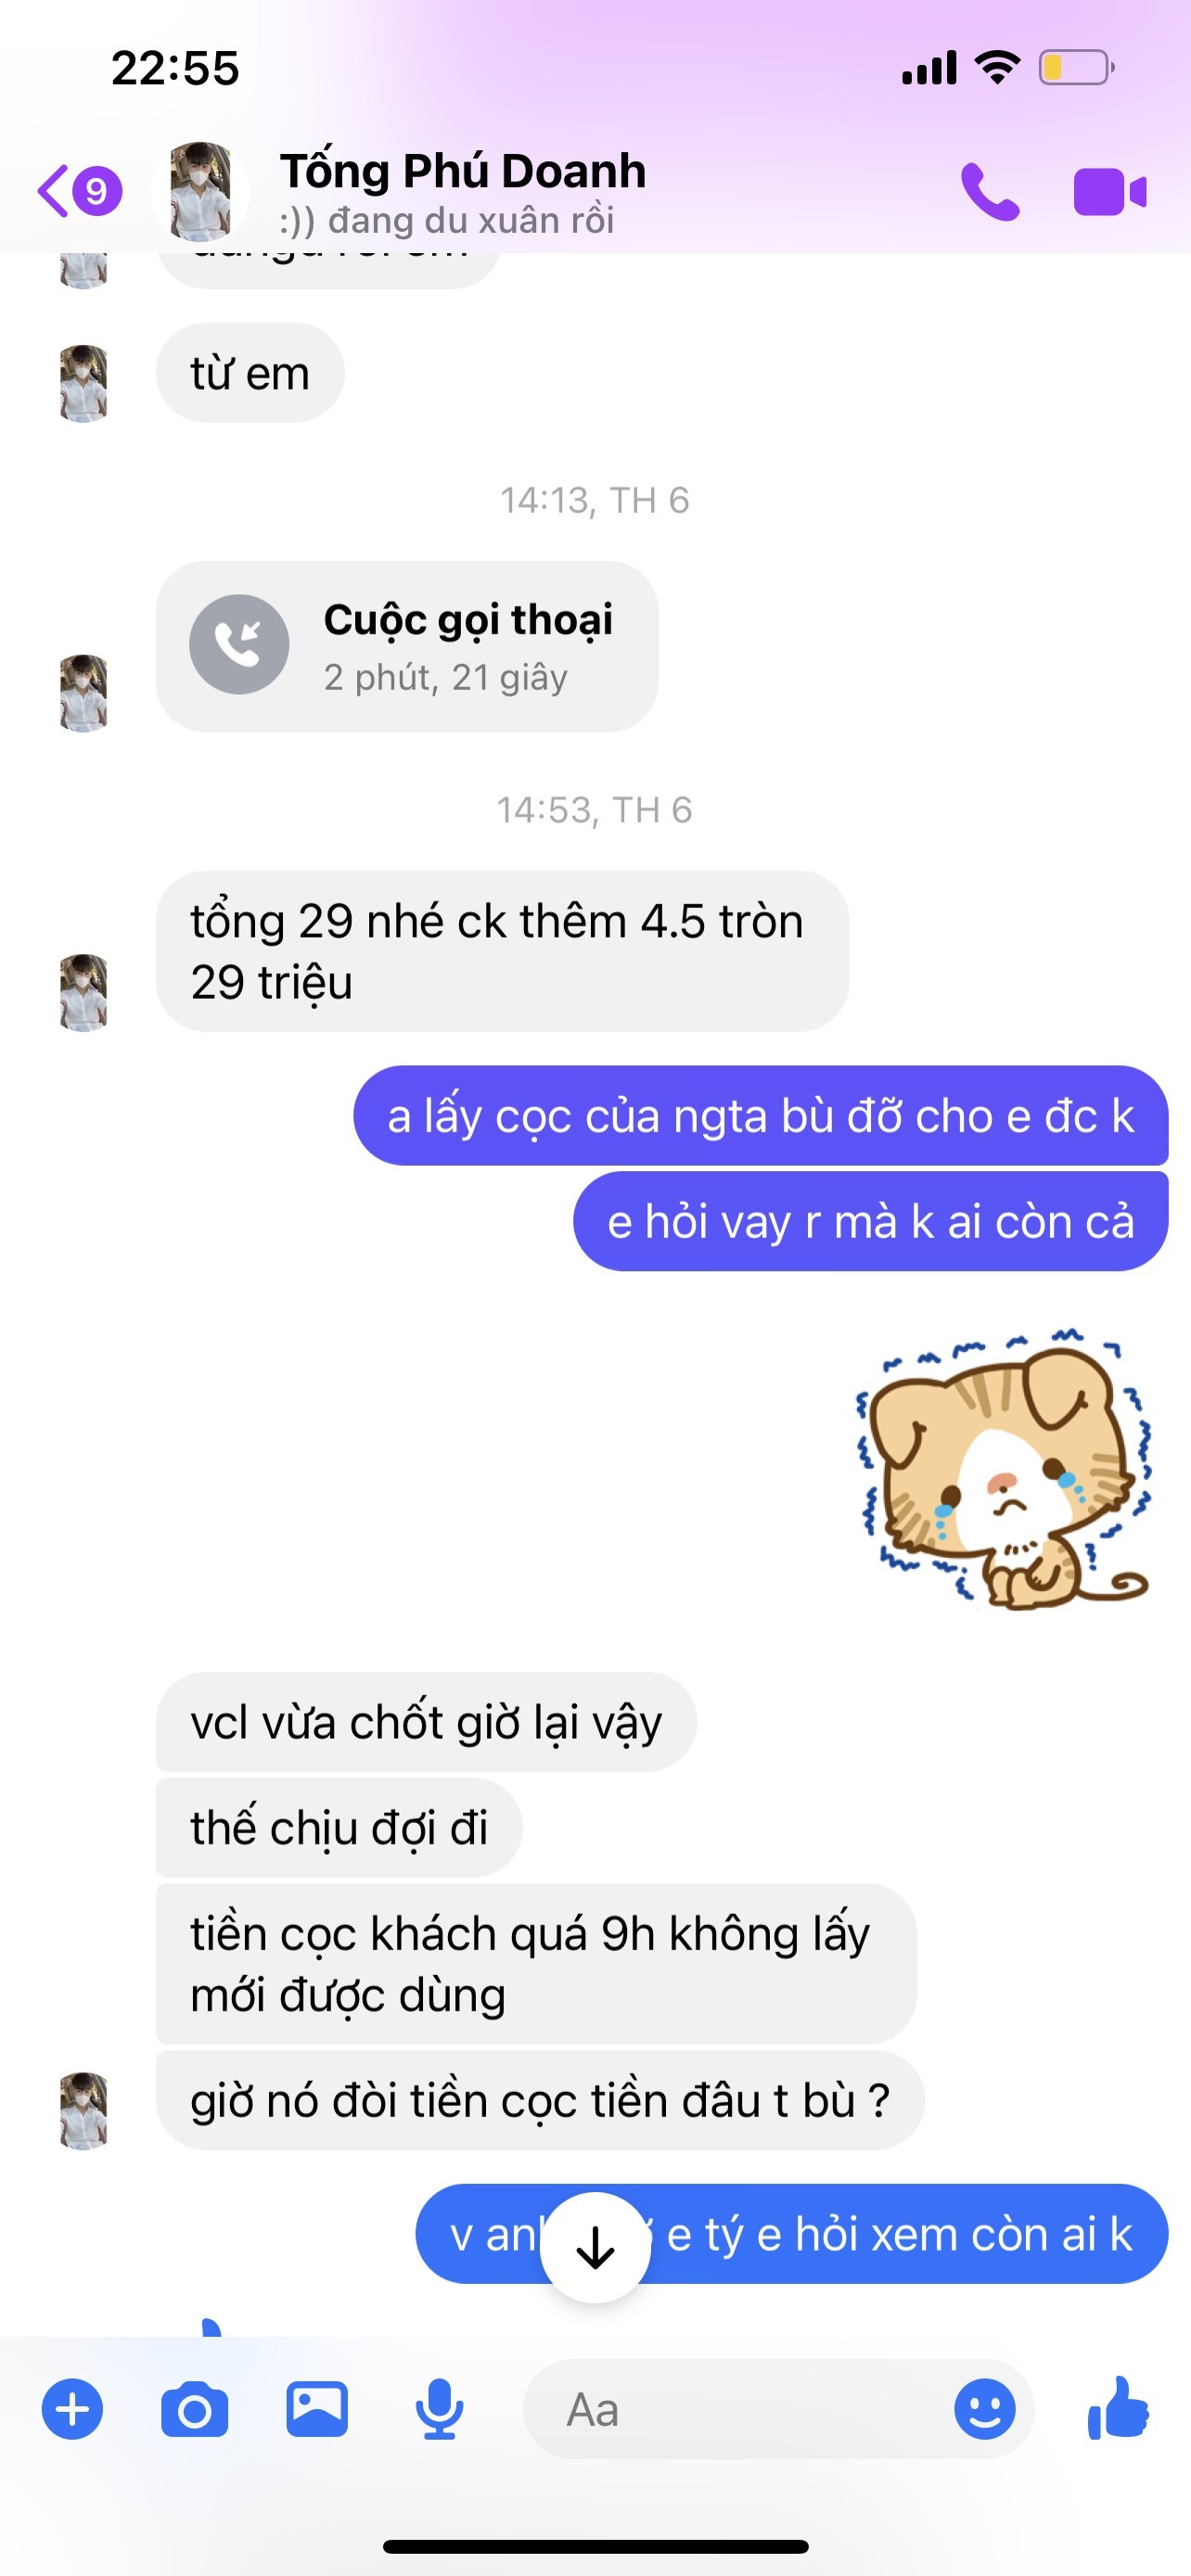 22:55
9
Tống Phú Doanh
:)) đang du xuân rồi
từ em
14:13, TH 6
Cuộc gọi thoại
2 phút, 21 giây
14:53, TH 6
tổng 29 nhé ck thêm 4.5 tròn
29 triệu
a lấy cọc của ngta bù đỡ cho e đc k
e hỏi vay r mà k ai còn cả
vcl vừa chốt giờ lại vậy
thế chịu đợi đi
tiền cọc khách quá 9h không lấy
mới được dùng
giờ nó đòi tiền cọc tiền đâu t bù ?
v e tý e hỏi xem còn ai k
Aa